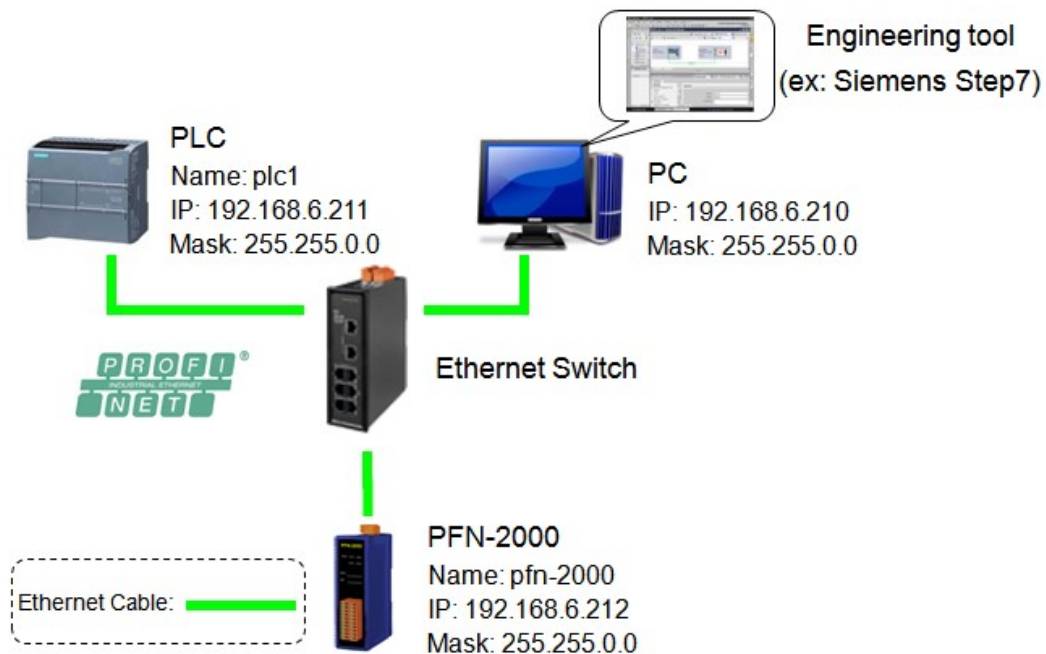 Engineering tool
(ex: Siemens Step7)
PLC
Name: plc1
IP: 192.168.6.211
Mask: 255.255.0.0
PC
IP: 192.168.6.210
Mask: 255.255.0.0
PROFI®
INDUSTRIAL ETHERNET
NET
Ethernet Switch
PFN-2000
PFN-2000
Name: pfn-2000
IP: 192.168.6.212
Mask: 255.255.0.0
Ethernet Cable: